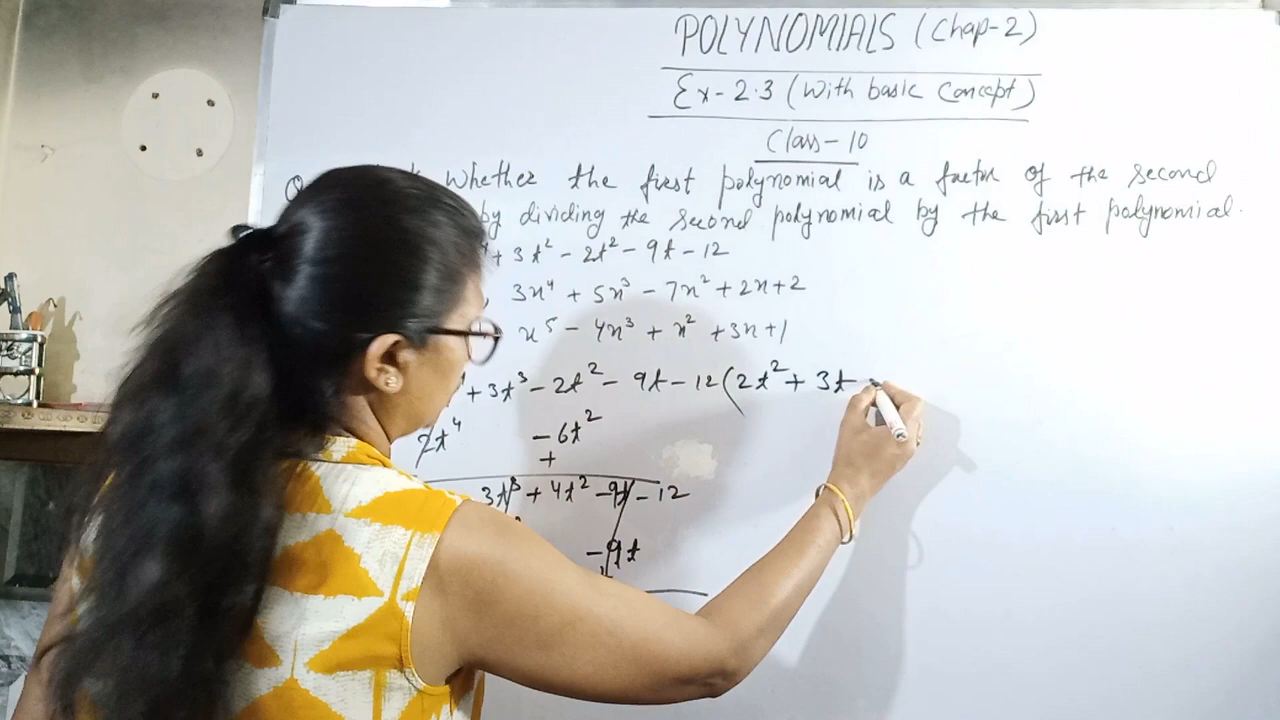 POLYNOMIALS (Chap-2)
Ex-2.3 (With basic Concept)
Class-10
Whether the first polynomial is a factor of the second
by dividing the second polynomial by the first polynomial.
+ 3t² - 2t² - 9t - 12
3x⁴ + 5x³ - 7x² + 2x + 2
x⁵ - 4x³ + x² + 3x + 1
+ 3t³ - 2t² - 9t - 12 ( 2t² + 3t
2t⁴ - 6t²
+
3t³ + 4t² - 9t - 12
- 9t